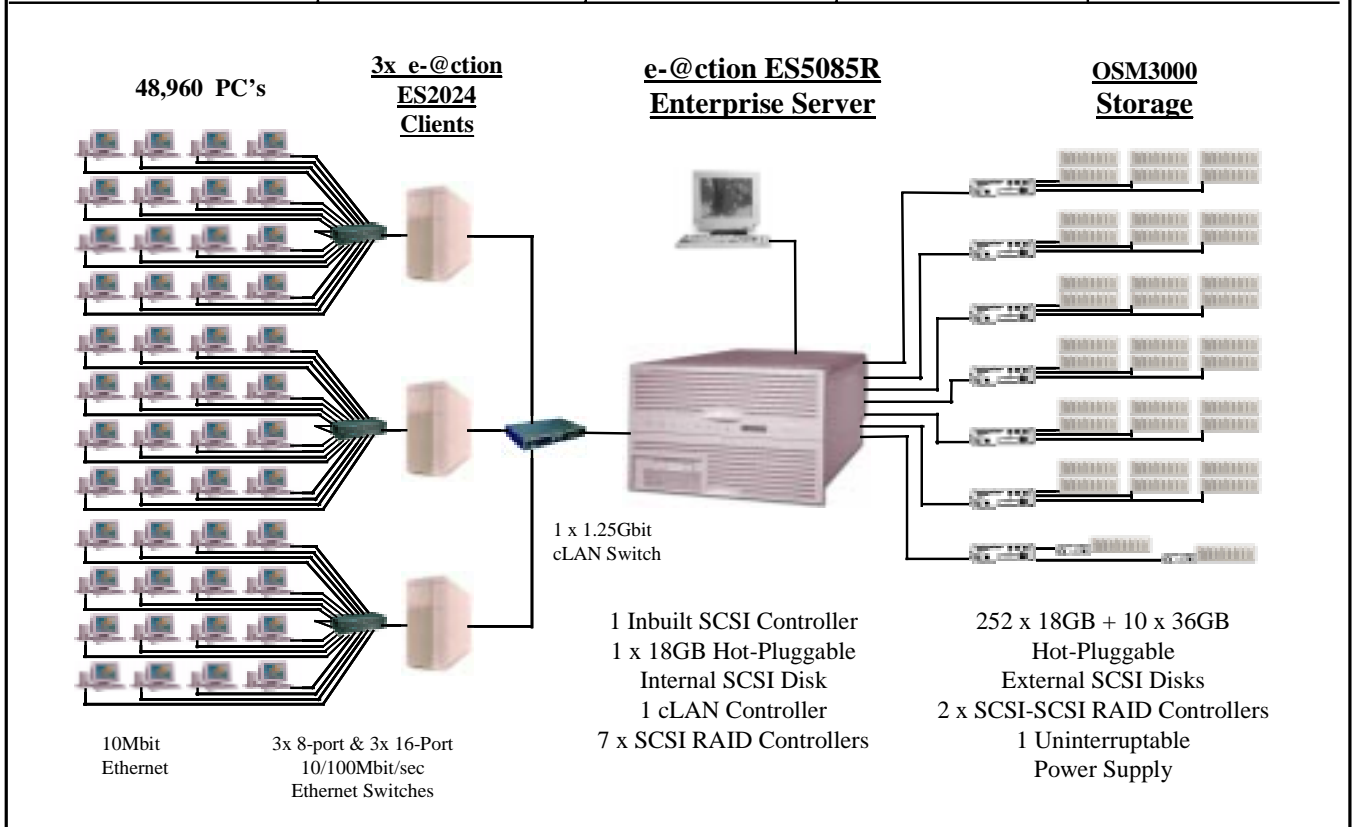 48,960 PC's
3x e-@ction
ES2024
Clients
e-@ction ES5085R
Enterprise Server
OSM3000
Storage
1 x 1.25Gbit
cLAN Switch
1 Inbuilt SCSI Controller
1 x 18GB Hot-Pluggable
Internal SCSI Disk
1 cLAN Controller
7 x SCSI RAID Controllers
252 x 18GB + 10 x 36GB
Hot-Pluggable
External SCSI Disks
2 x SCSI-SCSI RAID Controllers
1 Uninterruptable
Power Supply
10Mbit
Ethernet
3x 8-port & 3x 16-Port
10/100Mbit/sec
Ethernet Switches